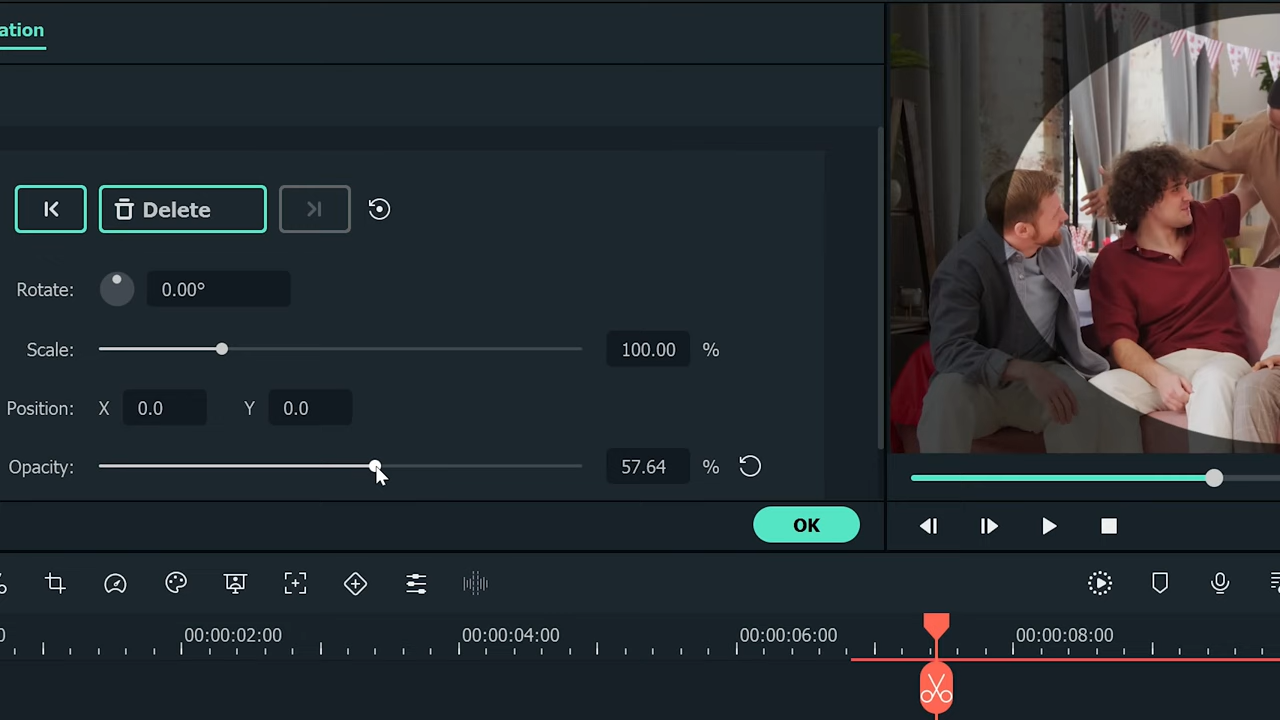 ation
Delete
Rotate: 0.00°
Scale: 100.00 %
Position: X 0.0 Y 0.0
Opacity: 57.64 %
OK
0 00:00:02:00 00:00:04:00 00:00:06:00 00:00:08:00